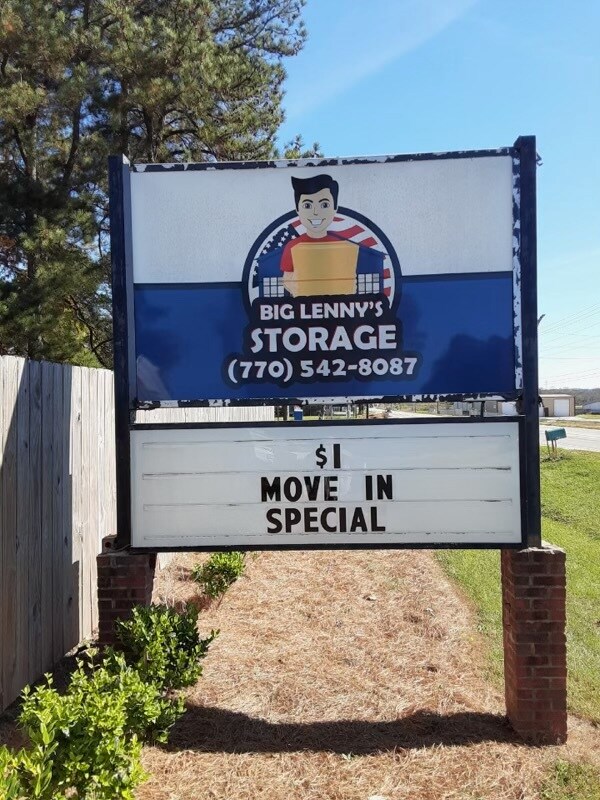 BIG LENNY'S
STORAGE
(770) 542-8087
$1
MOVE IN
SPECIAL